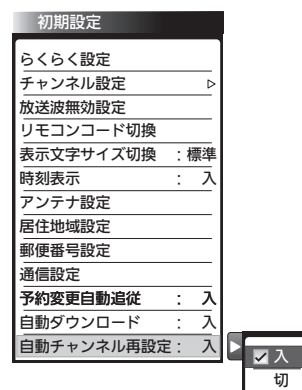 初期設定
らくらく設定
チャンネル設定 ▷
放送波無効設定
リモコンコード切換
表示文字サイズ切換 ：標準
時刻表示 ： 入
アンテナ設定
居住地域設定
郵便番号設定
通信設定
予約変更自動追従 ： 入
自動ダウンロード ： 入
自動チャンネル再設定： 入
入
切